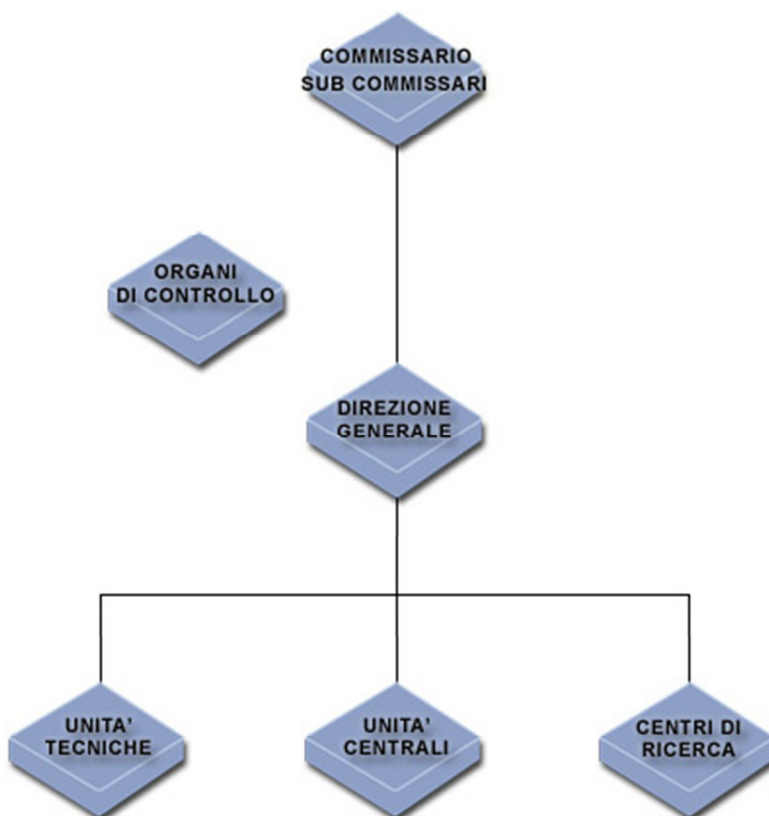 COMMISSARIO
SUB COMMISSARI
ORGANI
DI CONTROLLO
DIREZIONE
GENERALE
UNITA’
TECNICHE
UNITA’
CENTRALI
CENTRI DI
RICERCA